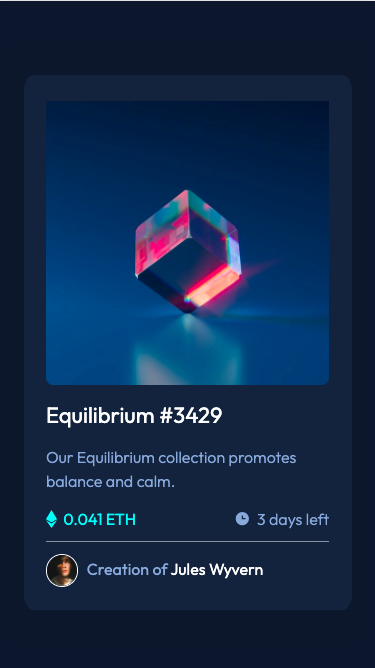 Equilibrium #3429
Our Equilibrium collection promotes
balance and calm.
0.041 ETH
3 days left
Creation of Jules Wyvern